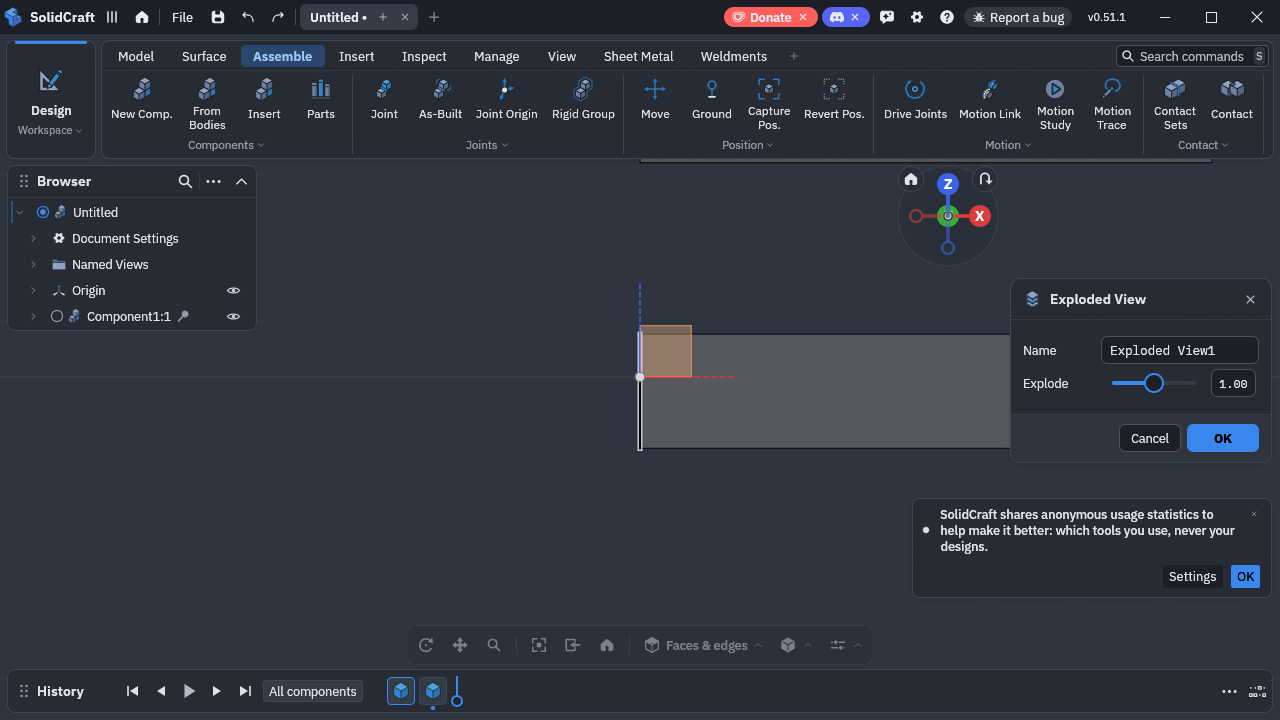 SolidCraft
File
Untitled •
Donate
Report a bug
v0.51.1
Design
Workspace
Model
Surface
Assemble
Insert
Inspect
Manage
View
Sheet Metal
Weldments
Search commands
S
New Comp.
From
Bodies
Insert
Parts
Components
Joint
As-Built
Joint Origin
Rigid Group
Joints
Move
Ground
Capture
Pos.
Revert Pos.
Position
Drive Joints
Motion Link
Motion
Study
Motion
Trace
Motion
Contact
Sets
Contact
Contact
Browser
Untitled
Document Settings
Named Views
Origin
Component1:1
Z
X
Exploded View
Name
Exploded View1
Explode
1.00
Cancel
OK
SolidCraft shares anonymous usage statistics to
help make it better: which tools you use, never your
designs.
Settings
OK
Faces & edges
History
All components